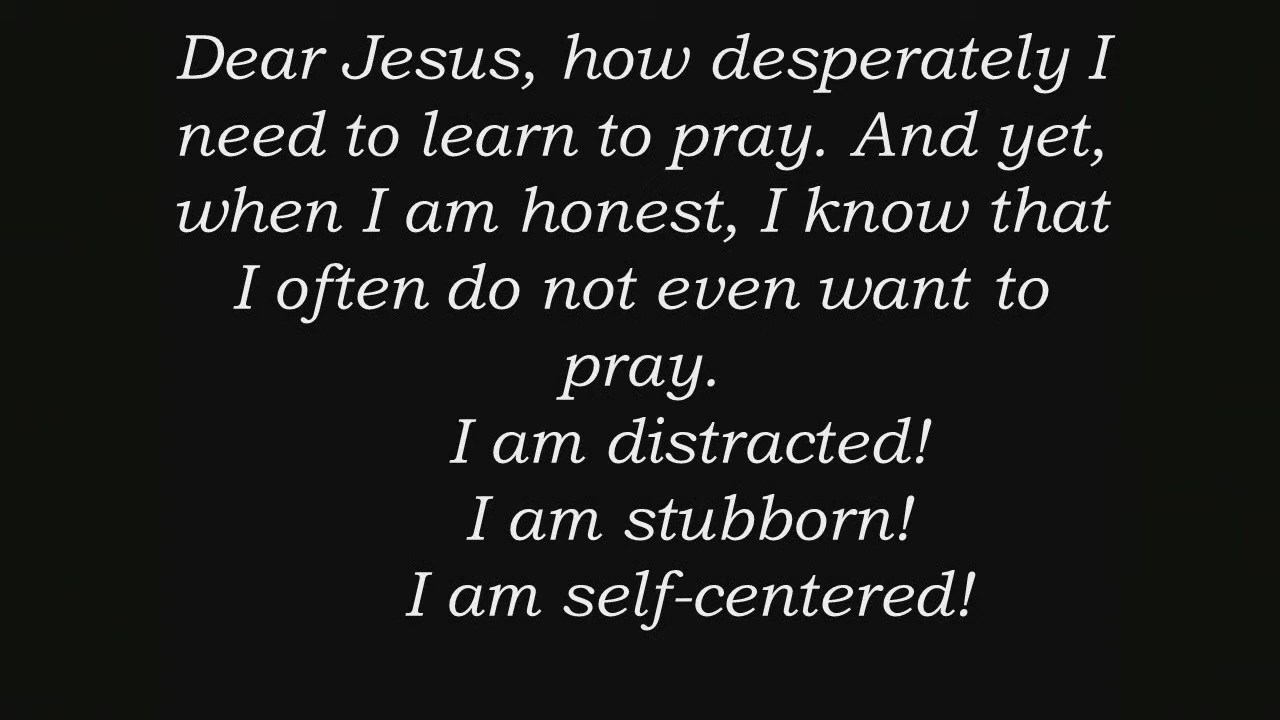 Dear Jesus, how desperately I
need to learn to pray. And yet,
when I am honest, I know that
I often do not even want to
pray.
I am distracted!
I am stubborn!
I am self-centered!